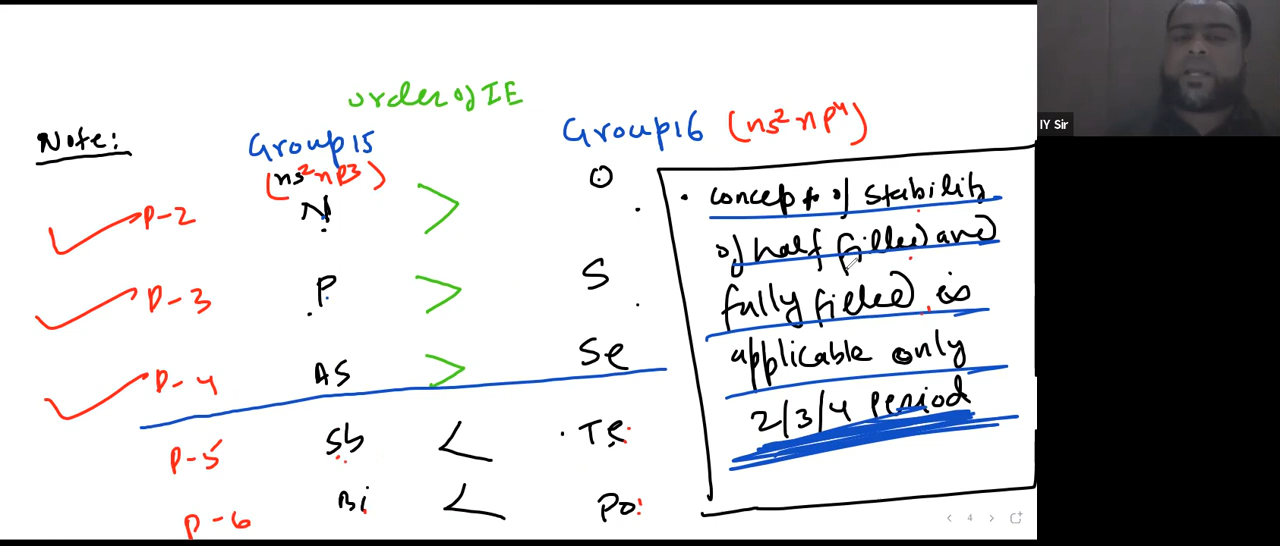 order of IE
Note:
Group 15
Group 16 (ns² np⁴)
(ns² np³)
P-2 N > O
P-3 P > S
P-4 As > Se
P-5 Sb < Te
P-6 Bi < Po
• concept of stability
of half filled and
fully filled is
applicable only
2/3/4 Period
IY Sir
4